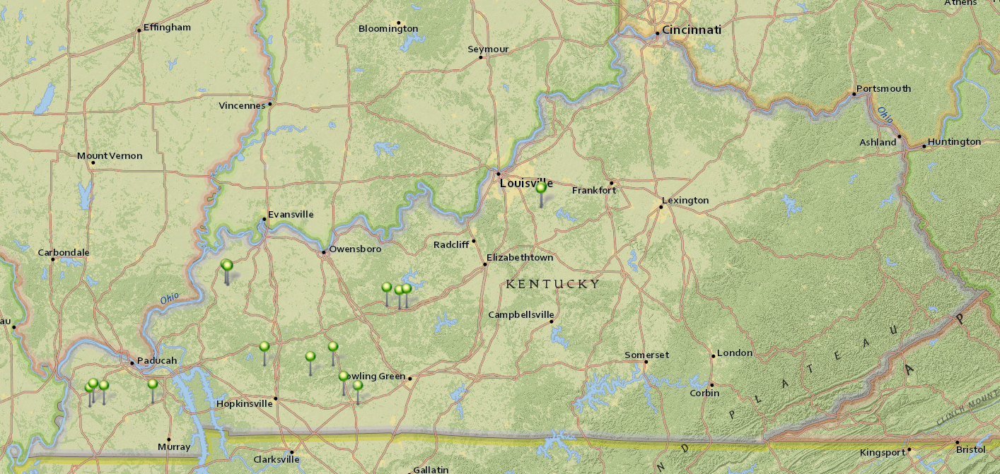 Athens
Effingham
Bloomington
Cincinnati
Seymour
Portsmouth
Vincennes
Ohio
Ashland
Huntington
Mount Vernon
Louisville
Frankfort
Lexington
Evansville
Radcliff
Owensboro
Carbondale
Elizabethtown
KENTUCKY
Ohio
Campbellsville
au
PLATEAU
P
A
Somerset
London
Paducah
owling Green
Corbin
Hopkinsville
CLINCH MOUNT
Murray
Clarksville
Kingsport
Bristol
N D
Gallatin